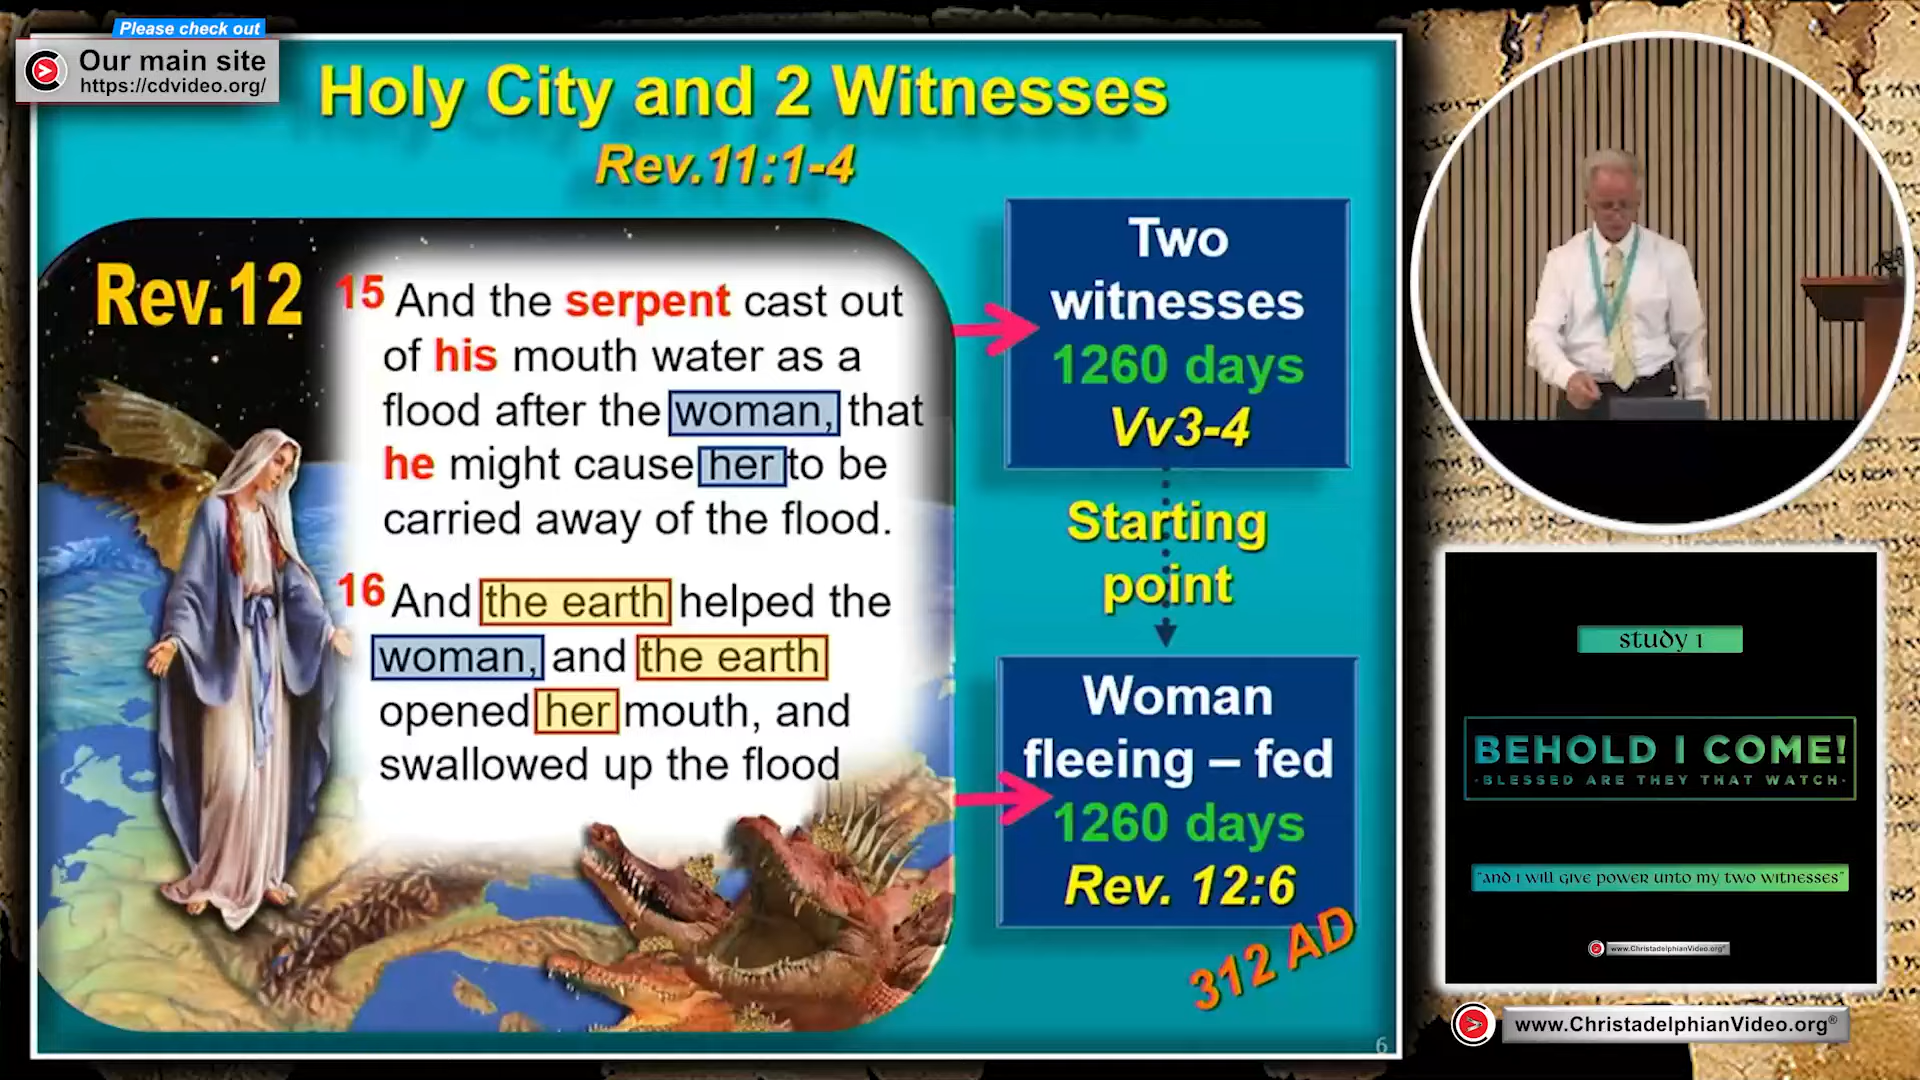 Please check out
Our main site
https://cdvideo.org/
Holy City and 2 Witnesses
Rev.11:1-4
Rev.12
15 And the serpent cast out
of his mouth water as a
flood after the woman, that
he might cause her to be
carried away of the flood.
16 And the earth helped the
woman, and the earth
opened her mouth, and
swallowed up the flood
Two
witnesses
1260 days
Vv3-4
Starting
point
Woman
fleeing – fed
1260 days
Rev. 12:6
312 AD
6
study 1
BEHOLD I COME!
·BLESSED ARE THEY THAT WATCH·
"and i will give power unto my two witnesses"
www.ChristadelphianVideo.org®
www.ChristadelphianVideo.org®